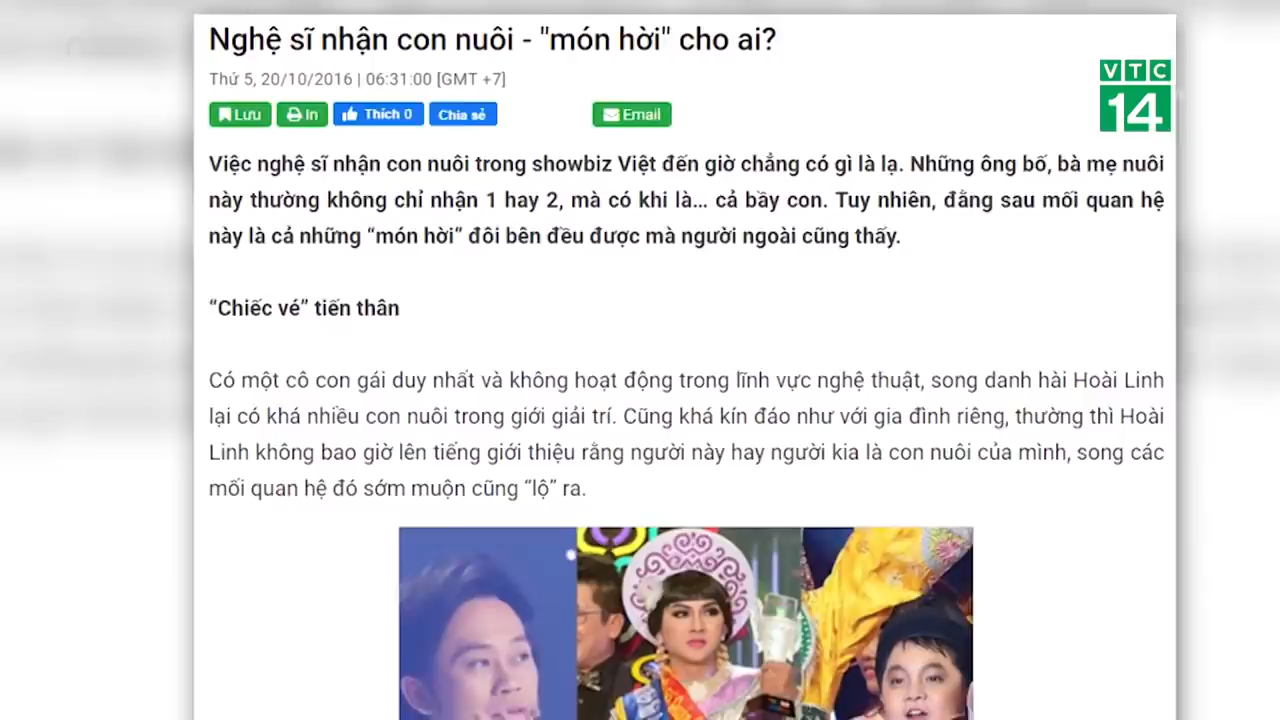 Nghệ sĩ nhận con nuôi - "món hời" cho ai?
Thứ 5, 20/10/2016 | 06:31:00 [GMT +7]
Lưu In Thích 0 Chia sẻ Email
VTC
14
Việc nghệ sĩ nhận con nuôi trong showbiz Việt đến giờ chẳng có gì là lạ. Những ông bố, bà mẹ nuôi
này thường không chỉ nhận 1 hay 2, mà có khi là... cả bầy con. Tuy nhiên, đằng sau mối quan hệ
này là cả những “món hời” đôi bên đều được mà người ngoài cũng thấy.
“Chiếc vé” tiến thân
Có một cô con gái duy nhất và không hoạt động trong lĩnh vực nghệ thuật, song danh hài Hoài Linh
lại có khá nhiều con nuôi trong giới giải trí. Cũng khá kín đáo như với gia đình riêng, thường thì Hoài
Linh không bao giờ lên tiếng giới thiệu rằng người này hay người kia là con nuôi của mình, song các
mối quan hệ đó sớm muộn cũng “lộ” ra.